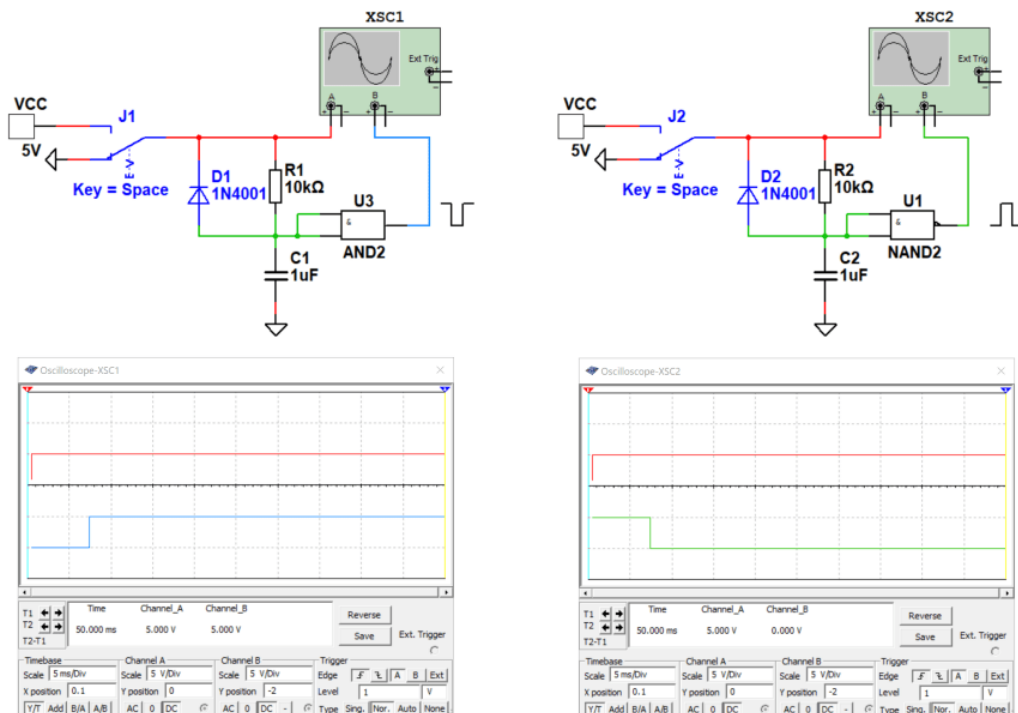 XSC1
Ext Trig
A B
VCC
J1
5V
Key = Space
D1
1N4001
R1
10kΩ
U3
&
AND2
C1
1uF
XSC2
Ext Trig
A B
VCC
J2
5V
Key = Space
D2
1N4001
R2
10kΩ
U1
&
NAND2
C2
1uF
Oscilloscope-XSC1
T1
T2
T2-T1
Time Channel_A Channel_B
50.000 ms 5.000 V 5.000 V
Reverse
Save
Ext. Trigger
Timebase
Scale 5 ms/Div
X position 0.1
Y/T Add B/A A/B
Channel A
Scale 5 V/Div
Y position 0
AC 0 DC
Channel B
Scale 5 V/Div
Y position -2
AC 0 DC -
Trigger
Edge A B Ext
Level 1 V
Type Sing. Nor. Auto None
Oscilloscope-XSC2
T1
T2
T2-T1
Time Channel_A Channel_B
50.000 ms 5.000 V 0.000 V
Reverse
Save
Ext. Trigger
Timebase
Scale 5 ms/Div
X position 0.1
Y/T Add B/A A/B
Channel A
Scale 5 V/Div
Y position 0
AC 0 DC
Channel B
Scale 5 V/Div
Y position -2
AC 0 DC -
Trigger
Edge A B Ext
Level 1 V
Type Sing. Nor. Auto None